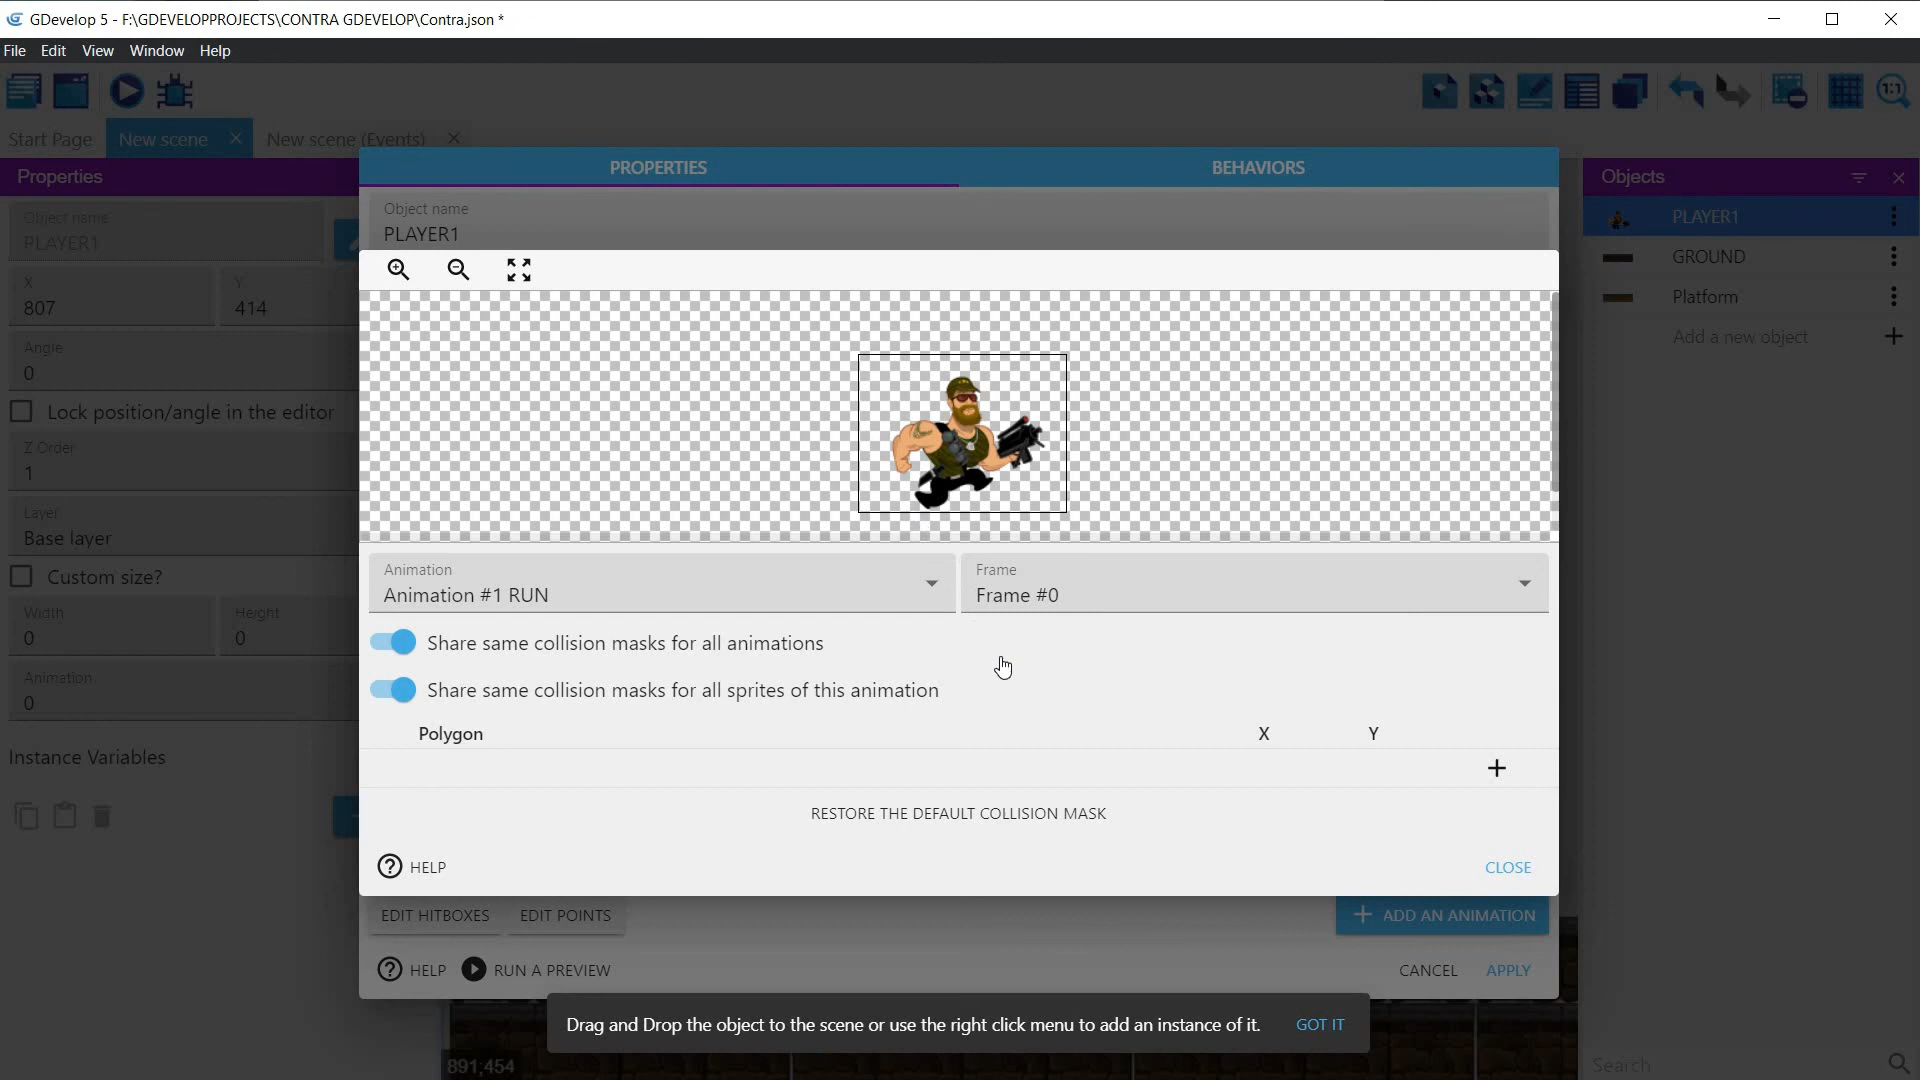 GDevelop 5 - F:\GDEVELOPPROJECTS\CONTRA GDEVELOP\Contra.json *
File Edit View Window Help
1:1
Start Page New scene New scene (Events)
Properties
PROPERTIES BEHAVIORS
Objects
Object name
PLAYER1
Object name
PLAYER1
PLAYER1
GROUND
Platform
Add a new object
X Y
807 414
Angle
0
Lock position/angle in the editor
Z Order
1
Layer
Base layer
Custom size?
Width Height
0 0
Animation
0
Instance Variables
Animation Frame
Animation #1 RUN Frame #0
Share same collision masks for all animations
Share same collision masks for all sprites of this animation
Polygon X Y
RESTORE THE DEFAULT COLLISION MASK
HELP CLOSE
EDIT HITBOXES EDIT POINTS ADD AN ANIMATION
HELP RUN A PREVIEW CANCEL APPLY
Drag and Drop the object to the scene or use the right click menu to add an instance of it. GOT IT
891;454
Search